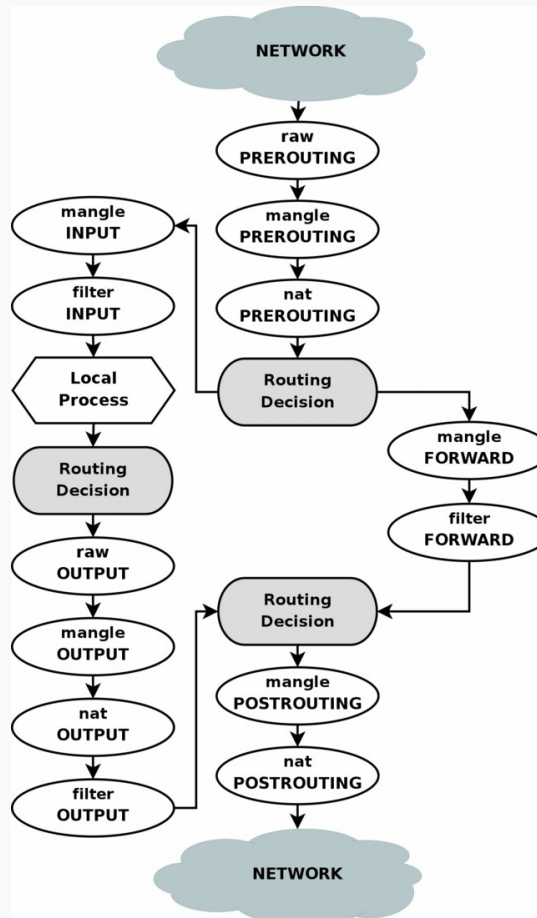 NETWORK
raw
PREROUTING
mangle
PREROUTING
nat
PREROUTING
Routing
Decision
mangle
INPUT
filter
INPUT
Local
Process
Routing
Decision
raw
OUTPUT
mangle
OUTPUT
nat
OUTPUT
filter
OUTPUT
mangle
FORWARD
filter
FORWARD
Routing
Decision
mangle
POSTROUTING
nat
POSTROUTING
NETWORK